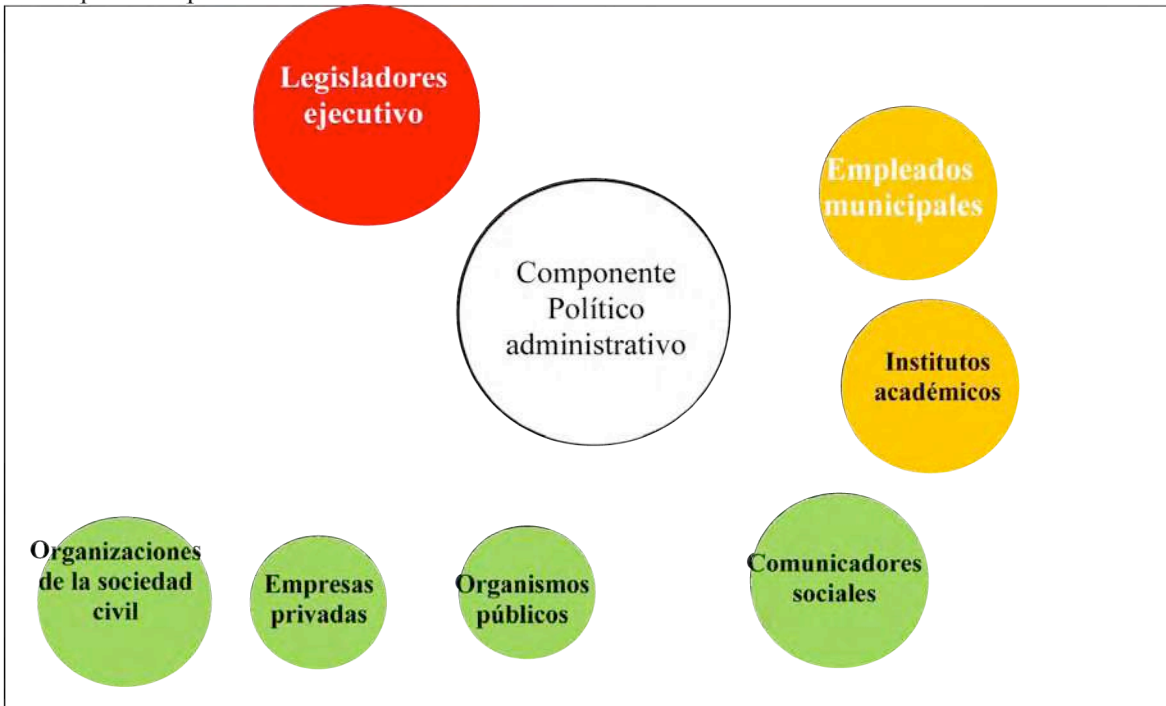 Legisladores
ejecutivo
Empleados
municipales
Componente
Político
administrativo
Institutos
académicos
Organizaciones
de la sociedad
civil
Empresas
privadas
Organismos
públicos
Comunicadores
sociales